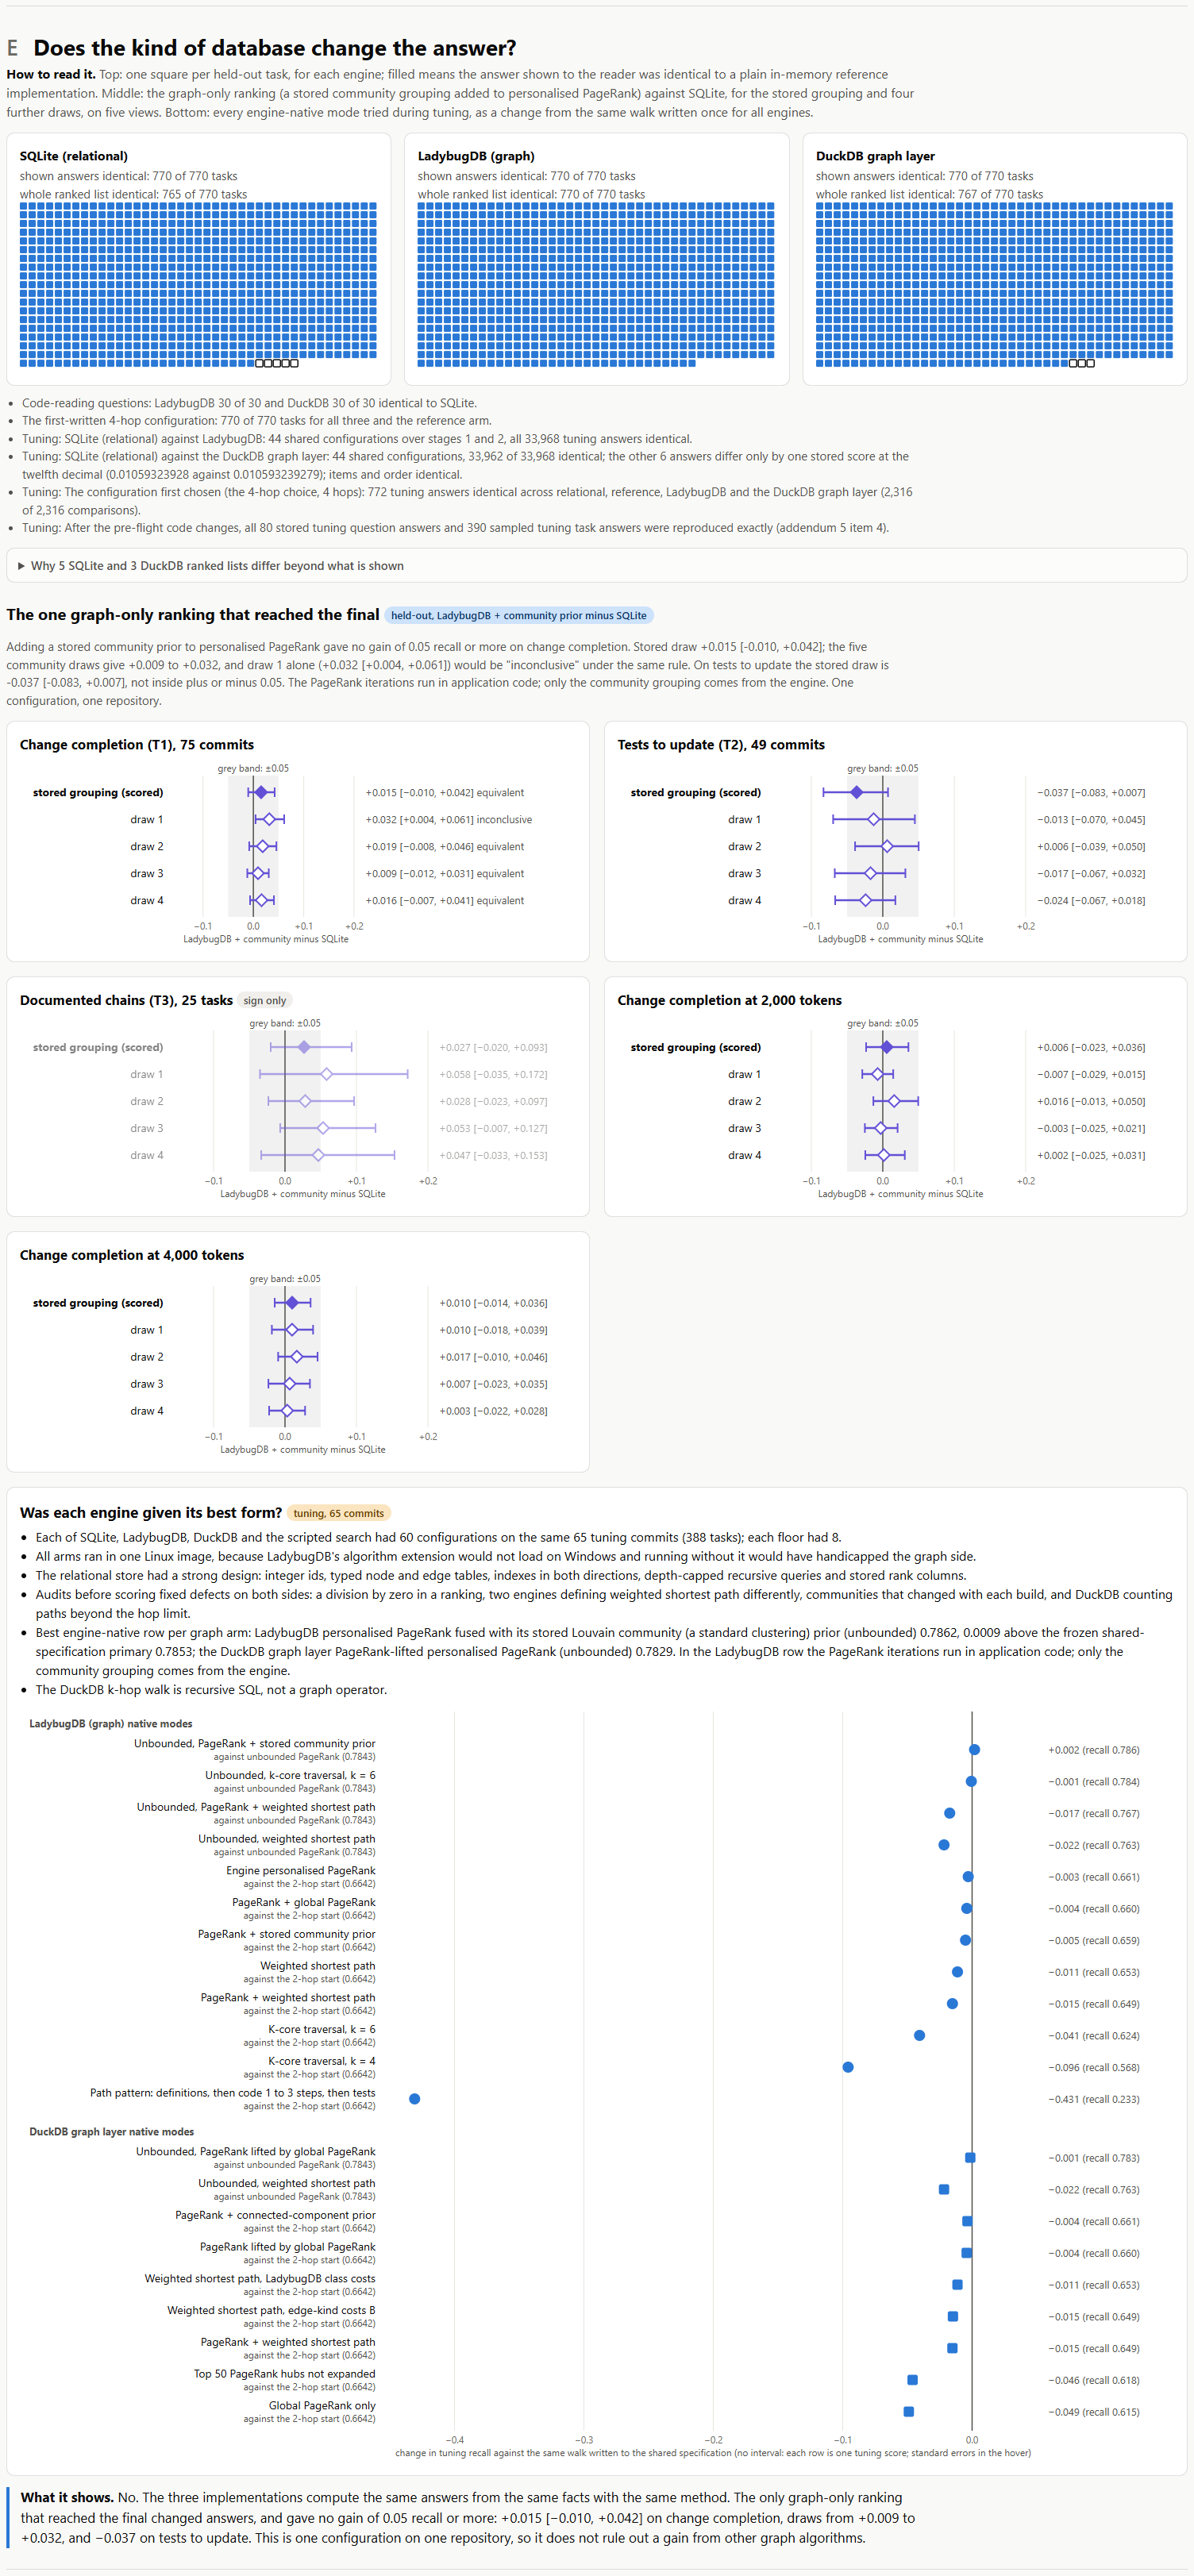 E Does the kind of database change the answer?
How to read it. Top: one square per held-out task, for each engine; filled means the answer shown to the reader was identical to a plain in-memory reference
implementation. Middle: the graph-only ranking (a stored community grouping added to personalised PageRank) against SQLite, for the stored grouping and four
further draws, on five views. Bottom: every engine-native mode tried during tuning, as a change from the same walk written once for all engines.
SQLite (relational)
shown answers identical: 770 of 770 tasks
whole ranked list identical: 765 of 770 tasks
LadybugDB (graph)
shown answers identical: 770 of 770 tasks
whole ranked list identical: 770 of 770 tasks
DuckDB graph layer
shown answers identical: 770 of 770 tasks
whole ranked list identical: 767 of 770 tasks
• Code-reading questions: LadybugDB 30 of 30 and DuckDB 30 of 30 identical to SQLite.
• The first-written 4-hop configuration: 770 of 770 tasks for all three and the reference arm.
• Tuning: SQLite (relational) against LadybugDB: 44 shared configurations over stages 1 and 2, all 33,968 tuning answers identical.
• Tuning: SQLite (relational) against the DuckDB graph layer: 44 shared configurations, 33,962 of 33,968 identical; the other 6 answers differ only by one stored score at the
twelfth decimal (0.01059323928 against 0.010593239279); items and order identical.
• Tuning: The configuration first chosen (the 4-hop choice, 4 hops): 772 tuning answers identical across relational, reference, LadybugDB and the DuckDB graph layer (2,316
of 2,316 comparisons).
• Tuning: After the pre-flight code changes, all 80 stored tuning question answers and 390 sampled tuning task answers were reproduced exactly (addendum 5 item 4).
▶ Why 5 SQLite and 3 DuckDB ranked lists differ beyond what is shown
The one graph-only ranking that reached the final held-out, LadybugDB + community prior minus SQLite
Adding a stored community prior to personalised PageRank gave no gain of 0.05 recall or more on change completion. Stored draw +0.015 [-0.010, +0.042]; the five
community draws give +0.009 to +0.032, and draw 1 alone (+0.032 [+0.004, +0.061]) would be "inconclusive" under the same rule. On tests to update the stored draw is
-0.037 [-0.083, +0.007], not inside plus or minus 0.05. The PageRank iterations run in application code; only the community grouping comes from the engine. One
configuration, one repository.
Change completion (T1), 75 commits
grey band: ±0.05
stored grouping (scored) +0.015 [−0.010, +0.042] equivalent
draw 1 +0.032 [+0.004, +0.061] inconclusive
draw 2 +0.019 [−0.008, +0.046] equivalent
draw 3 +0.009 [−0.012, +0.031] equivalent
draw 4 +0.016 [−0.007, +0.041] equivalent
−0.1 0.0 +0.1 +0.2
LadybugDB + community minus SQLite
Tests to update (T2), 49 commits
grey band: ±0.05
stored grouping (scored) −0.037 [−0.083, +0.007]
draw 1 −0.013 [−0.070, +0.045]
draw 2 +0.006 [−0.039, +0.050]
draw 3 −0.017 [−0.067, +0.032]
draw 4 −0.024 [−0.067, +0.018]
−0.1 0.0 +0.1 +0.2
LadybugDB + community minus SQLite
Documented chains (T3), 25 tasks sign only
grey band: ±0.05
stored grouping (scored) +0.027 [−0.020, +0.093]
draw 1 +0.058 [−0.035, +0.172]
draw 2 +0.028 [−0.023, +0.097]
draw 3 +0.053 [−0.007, +0.127]
draw 4 +0.047 [−0.033, +0.153]
−0.1 0.0 +0.1 +0.2
LadybugDB + community minus SQLite
Change completion at 2,000 tokens
grey band: ±0.05
stored grouping (scored) +0.006 [−0.023, +0.036]
draw 1 −0.007 [−0.029, +0.015]
draw 2 +0.016 [−0.013, +0.050]
draw 3 −0.003 [−0.025, +0.021]
draw 4 +0.002 [−0.025, +0.031]
−0.1 0.0 +0.1 +0.2
LadybugDB + community minus SQLite
Change completion at 4,000 tokens
grey band: ±0.05
stored grouping (scored) +0.010 [−0.014, +0.036]
draw 1 +0.010 [−0.018, +0.039]
draw 2 +0.017 [−0.010, +0.046]
draw 3 +0.007 [−0.023, +0.035]
draw 4 +0.003 [−0.022, +0.028]
−0.1 0.0 +0.1 +0.2
LadybugDB + community minus SQLite
Was each engine given its best form? tuning, 65 commits
• Each of SQLite, LadybugDB, DuckDB and the scripted search had 60 configurations on the same 65 tuning commits (388 tasks); each floor had 8.
• All arms ran in one Linux image, because LadybugDB's algorithm extension would not load on Windows and running without it would have handicapped the graph side.
• The relational store had a strong design: integer ids, typed node and edge tables, indexes in both directions, depth-capped recursive queries and stored rank columns.
• Audits before scoring fixed defects on both sides: a division by zero in a ranking, two engines defining weighted shortest path differently, communities that changed with each build, and DuckDB counting
paths beyond the hop limit.
• Best engine-native row per graph arm: LadybugDB personalised PageRank fused with its stored Louvain community (a standard clustering) prior (unbounded) 0.7862, 0.0009 above the frozen shared-
specification primary 0.7853; the DuckDB graph layer PageRank-lifted personalised PageRank (unbounded) 0.7829. In the LadybugDB row the PageRank iterations run in application code; only the
community grouping comes from the engine.
• The DuckDB k-hop walk is recursive SQL, not a graph operator.
LadybugDB (graph) native modes
Unbounded, PageRank + stored community prior +0.002 (recall 0.786)
against unbounded PageRank (0.7843)
Unbounded, k-core traversal, k = 6 −0.001 (recall 0.784)
against unbounded PageRank (0.7843)
Unbounded, PageRank + weighted shortest path −0.017 (recall 0.767)
against unbounded PageRank (0.7843)
Unbounded, weighted shortest path −0.022 (recall 0.763)
against unbounded PageRank (0.7843)
Engine personalised PageRank −0.003 (recall 0.661)
against the 2-hop start (0.6642)
PageRank + global PageRank −0.004 (recall 0.660)
against the 2-hop start (0.6642)
PageRank + stored community prior −0.005 (recall 0.659)
against the 2-hop start (0.6642)
Weighted shortest path −0.011 (recall 0.653)
against the 2-hop start (0.6642)
PageRank + weighted shortest path −0.015 (recall 0.649)
against the 2-hop start (0.6642)
K-core traversal, k = 6 −0.041 (recall 0.624)
against the 2-hop start (0.6642)
K-core traversal, k = 4 −0.096 (recall 0.568)
against the 2-hop start (0.6642)
Path pattern: definitions, then code 1 to 3 steps, then tests −0.431 (recall 0.233)
against the 2-hop start (0.6642)
DuckDB graph layer native modes
Unbounded, PageRank lifted by global PageRank −0.001 (recall 0.783)
against unbounded PageRank (0.7843)
Unbounded, weighted shortest path −0.022 (recall 0.763)
against unbounded PageRank (0.7843)
PageRank + connected-component prior −0.004 (recall 0.661)
against the 2-hop start (0.6642)
PageRank lifted by global PageRank −0.004 (recall 0.660)
against the 2-hop start (0.6642)
Weighted shortest path, LadybugDB class costs −0.011 (recall 0.653)
against the 2-hop start (0.6642)
Weighted shortest path, edge-kind costs B −0.015 (recall 0.649)
against the 2-hop start (0.6642)
PageRank + weighted shortest path −0.015 (recall 0.649)
against the 2-hop start (0.6642)
Top 50 PageRank hubs not expanded −0.046 (recall 0.618)
against the 2-hop start (0.6642)
Global PageRank only −0.049 (recall 0.615)
against the 2-hop start (0.6642)
−0.4 −0.3 −0.2 −0.1 0.0
change in tuning recall against the same walk written to the shared specification (no interval: each row is one tuning score; standard errors in the hover)
What it shows. No. The three implementations compute the same answers from the same facts with the same method. The only graph-only ranking
that reached the final changed answers, and gave no gain of 0.05 recall or more: +0.015 [−0.010, +0.042] on change completion, draws from +0.009 to
+0.032, and −0.037 on tests to update. This is one configuration on one repository, so it does not rule out a gain from other graph algorithms.